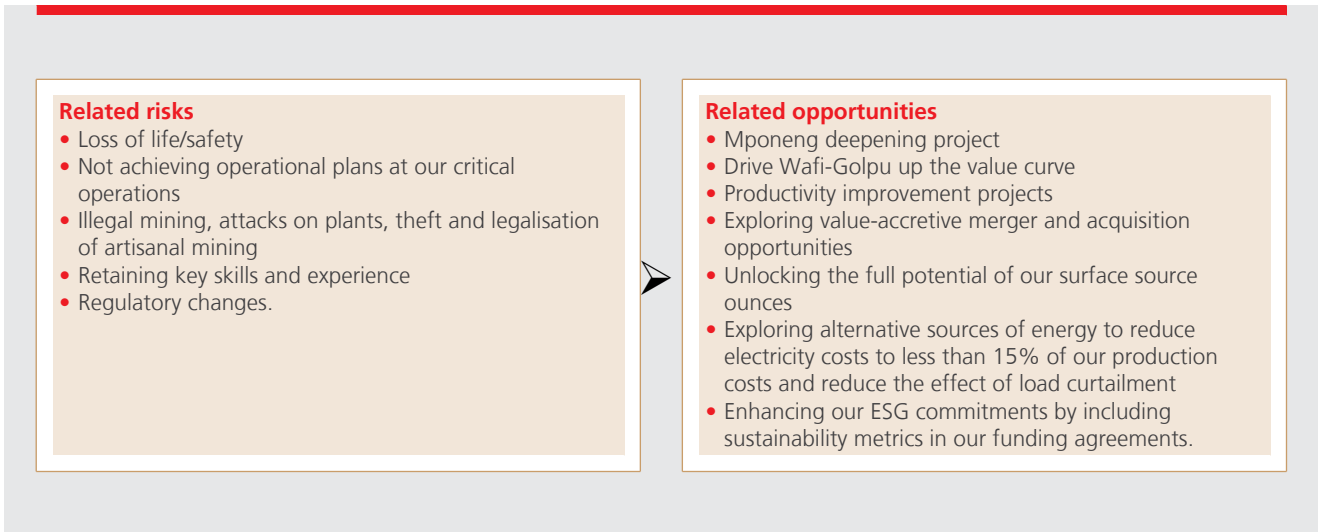 Related risks
• Loss of life/safety
• Not achieving operational plans at our critical
operations
• Illegal mining, attacks on plants, theft and legalisation
of artisanal mining
• Retaining key skills and experience
• Regulatory changes.
Related opportunities
• Mponeng deepening project
• Drive Wafi-Golpu up the value curve
• Productivity improvement projects
• Exploring value-accretive merger and acquisition
opportunities
• Unlocking the full potential of our surface source
ounces
• Exploring alternative sources of energy to reduce
electricity costs to less than 15% of our production
costs and reduce the effect of load curtailment
• Enhancing our ESG commitments by including
sustainability metrics in our funding agreements.